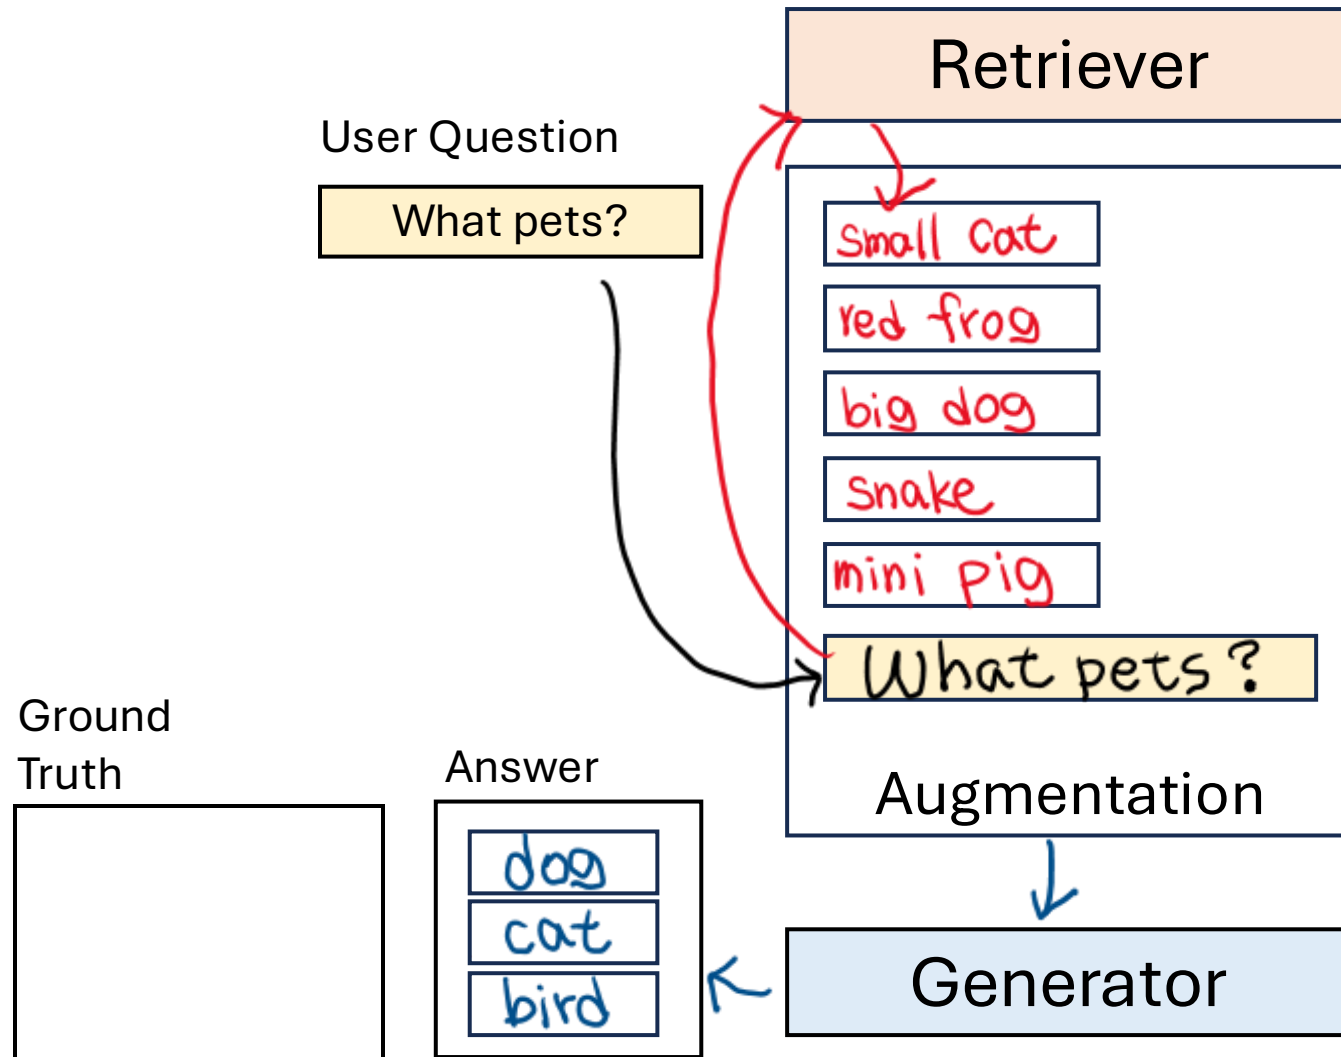 Retriever
User Question
What pets?
small cat
red frog
big dog
snake
mini pig
What pets?
Augmentation
Ground
Truth
Answer
dog
cat
bird
Generator